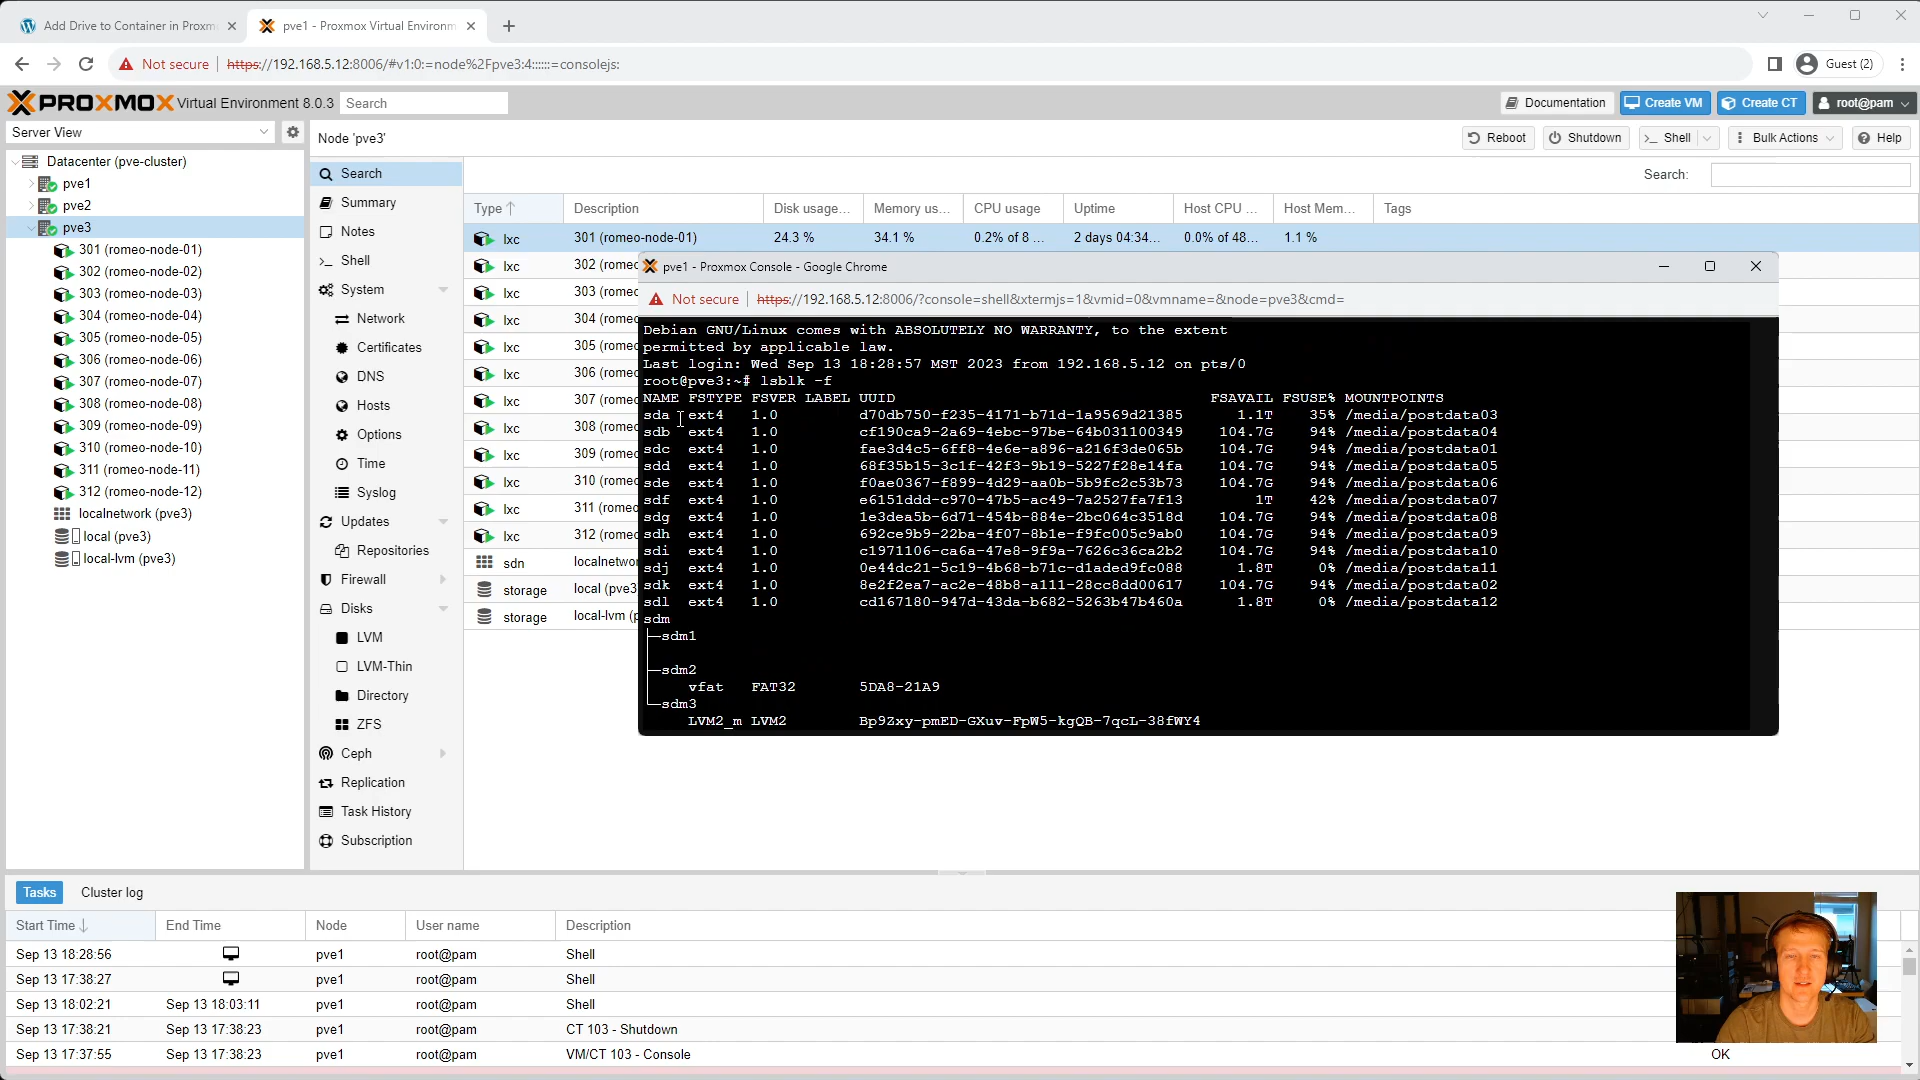 Add Drive to Container in Proxm
pve1 - Proxmox Virtual Environm
Not secure
https://192.168.5.12:8006/#v1:0:=node%2Fpve3:4::::::=consolejs:
Guest (2)
PROXMOX Virtual Environment 8.0.3
Search
Documentation
Create VM
Create CT
root@pam
Server View
Node 'pve3'
Reboot
Shutdown
Shell
Bulk Actions
Help
Datacenter (pve-cluster)
pve1
pve2
pve3
301 (romeo-node-01)
302 (romeo-node-02)
303 (romeo-node-03)
304 (romeo-node-04)
305 (romeo-node-05)
306 (romeo-node-06)
307 (romeo-node-07)
308 (romeo-node-08)
309 (romeo-node-09)
310 (romeo-node-10)
311 (romeo-node-11)
312 (romeo-node-12)
localnetwork (pve3)
local (pve3)
local-lvm (pve3)
Search
Summary
Notes
Shell
System
Network
Certificates
DNS
Hosts
Options
Time
Syslog
Updates
Repositories
Firewall
Disks
LVM
LVM-Thin
Directory
ZFS
Ceph
Replication
Task History
Subscription
Search:
Type Description Disk usage... Memory us... CPU usage Uptime Host CPU ... Host Mem... Tags
lxc 301 (romeo-node-01) 24.3 % 34.1 % 0.2% of 8 ... 2 days 04:34... 0.0% of 48... 1.1 %
lxc 302 (romec
lxc 303 (romec
lxc 304 (romec
lxc 305 (romec
lxc 306 (romec
lxc 307 (romec
lxc 308 (romec
lxc 309 (romec
lxc 310 (romec
lxc 311 (romec
lxc 312 (romec
sdn localnetwor
storage local (pve3
storage local-lvm (p
pve1 - Proxmox Console - Google Chrome
Not secure
https://192.168.5.12:8006/?console=shell&xtermjs=1&vmid=0&vmname=&node=pve3&cmd=
Debian GNU/Linux comes with ABSOLUTELY NO WARRANTY, to the extent
permitted by applicable law.
Last login: Wed Sep 13 18:28:57 MST 2023 from 192.168.5.12 on pts/0
root@pve3:~# lsblk -f
NAME FSTYPE FSVER LABEL UUID FSAVAIL FSUSE% MOUNTPOINTS
sda ext4 1.0 d70db750-f235-4171-b71d-1a9569d21385 1.1T 35% /media/postdata03
sdb ext4 1.0 cf190ca9-2a69-4ebc-97be-64b031100349 104.7G 94% /media/postdata04
sdc ext4 1.0 fae3d4c5-6ff8-4e6e-a896-a216f3de065b 104.7G 94% /media/postdata01
sdd ext4 1.0 68f35b15-3c1f-42f3-9b19-5227f28e14fa 104.7G 94% /media/postdata05
sde ext4 1.0 f0ae0367-f899-4d29-aa0b-5b9fc2c53b73 104.7G 94% /media/postdata06
sdf ext4 1.0 e6151ddd-c970-47b5-ac49-7a2527fa7f13 1T 42% /media/postdata07
sdg ext4 1.0 1e3dea5b-6d71-454b-884e-2bc064c3518d 104.7G 94% /media/postdata08
sdh ext4 1.0 692ce9b9-22ba-4f07-8b1e-f9fc005c9ab0 104.7G 94% /media/postdata09
sdi ext4 1.0 c1971106-ca6a-47e8-9f9a-7626c36ca2b2 104.7G 94% /media/postdata10
sdj ext4 1.0 0e44dc21-5c19-4b68-b71c-d1aded9fc088 1.8T 0% /media/postdata11
sdk ext4 1.0 8e2f2ea7-ac2e-48b8-a111-28cc8dd00617 104.7G 94% /media/postdata02
sdl ext4 1.0 cd167180-947d-43da-b682-5263b47b460a 1.8T 0% /media/postdata12
sdm
├─sdm1
├─sdm2
vfat FAT32 5DA8-21A9
└─sdm3
LVM2_m LVM2 Bp9Zxy-pmED-GXuv-FpW5-kgQB-7qcL-38fWY4
Tasks
Cluster log
Start Time End Time Node User name Description
Sep 13 18:28:56 pve1 root@pam Shell
Sep 13 17:38:27 pve1 root@pam Shell
Sep 13 18:02:21 Sep 13 18:03:11 pve1 root@pam Shell
Sep 13 17:38:21 Sep 13 17:38:23 pve1 root@pam CT 103 - Shutdown
Sep 13 17:37:55 Sep 13 17:38:23 pve1 root@pam VM/CT 103 - Console OK